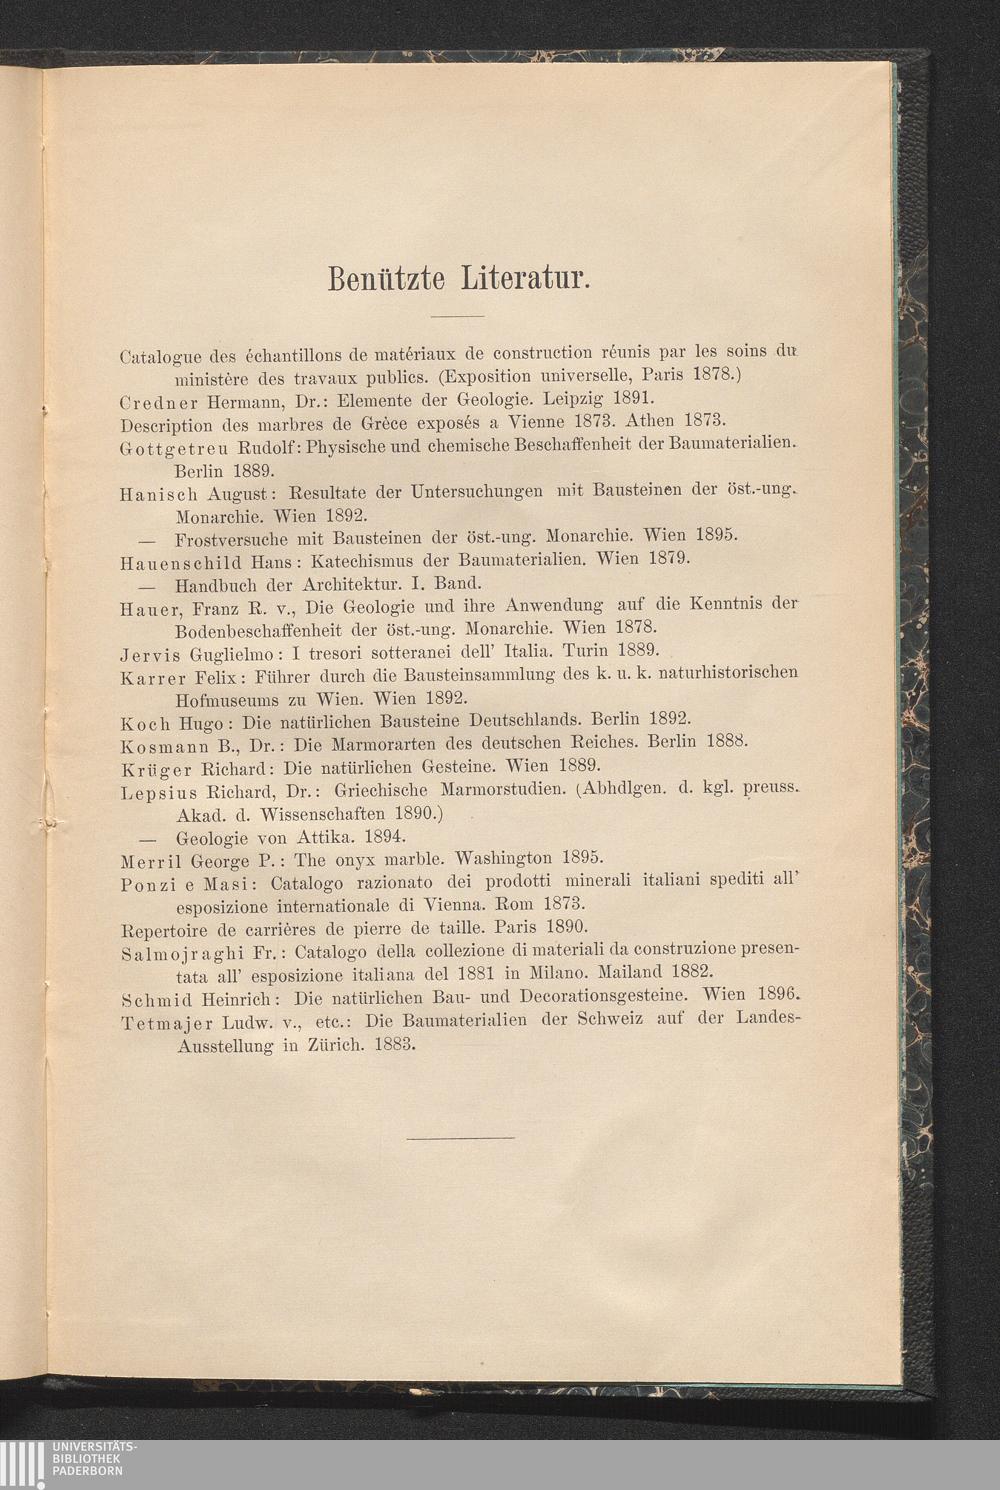 Benützte Literatur.
Catalogue des échantillons de matériaux de construction réunis par les soins du
ministère des travaux publics. (Exposition universelle, Paris 1878.)
Credner Hermann, Dr.: Elemente der Geologie. Leipzig 1891.
Description des marbres de Grèce exposés a Vienne 1873. Athen 1873.
Gottgetreu Rudolf: Physische und chemische Beschaffenheit der Baumaterialien.
Berlin 1889.
Hanisch August: Resultate der Untersuchungen mit Bausteinen der öst.-ung.
Monarchie. Wien 1892.
— Frostversuche mit Bausteinen der öst.-ung. Monarchie. Wien 1895.
Hauenschild Hans: Katechismus der Baumaterialien. Wien 1879.
— Handbuch der Architektur. I. Band.
Hauer, Franz R. v., Die Geologie und ihre Anwendung auf die Kenntnis der
Bodenbeschaffenheit der öst.-ung. Monarchie. Wien 1878.
Jervis Guglielmo: I tresori sotteranei dell' Italia. Turin 1889.
Karrer Felix: Führer durch die Bausteinsammlung des k. u. k. naturhistorischen
Hofmuseums zu Wien. Wien 1892.
Koch Hugo: Die natürlichen Bausteine Deutschlands. Berlin 1892.
Kosmann B., Dr.: Die Marmorarten des deutschen Reiches. Berlin 1888.
Krüger Richard: Die natürlichen Gesteine. Wien 1889.
Lepsius Richard, Dr.: Griechische Marmorstudien. (Abhdlgen. d. kgl. preuss.
Akad. d. Wissenschaften 1890.)
— Geologie von Attika. 1894.
Merril George P.: The onyx marble. Washington 1895.
Ponzi e Masi: Catalogo razionato dei prodotti minerali italiani spediti all'
esposizione internationale di Vienna. Rom 1873.
Repertoire de carrières de pierre de taille. Paris 1890.
Salmojraghi Fr.: Catalogo della collezione di materiali da construzione presen-
tata all' esposizione italiana del 1881 in Milano. Mailand 1882.
Schmid Heinrich: Die natürlichen Bau- und Decorationsgesteine. Wien 1896.
Tetmajer Ludw. v., etc.: Die Baumaterialien der Schweiz auf der Landes-
Ausstellung in Zürich. 1883.
UNIVERSITÄTS-
BIBLIOTHEK
PADERBORN